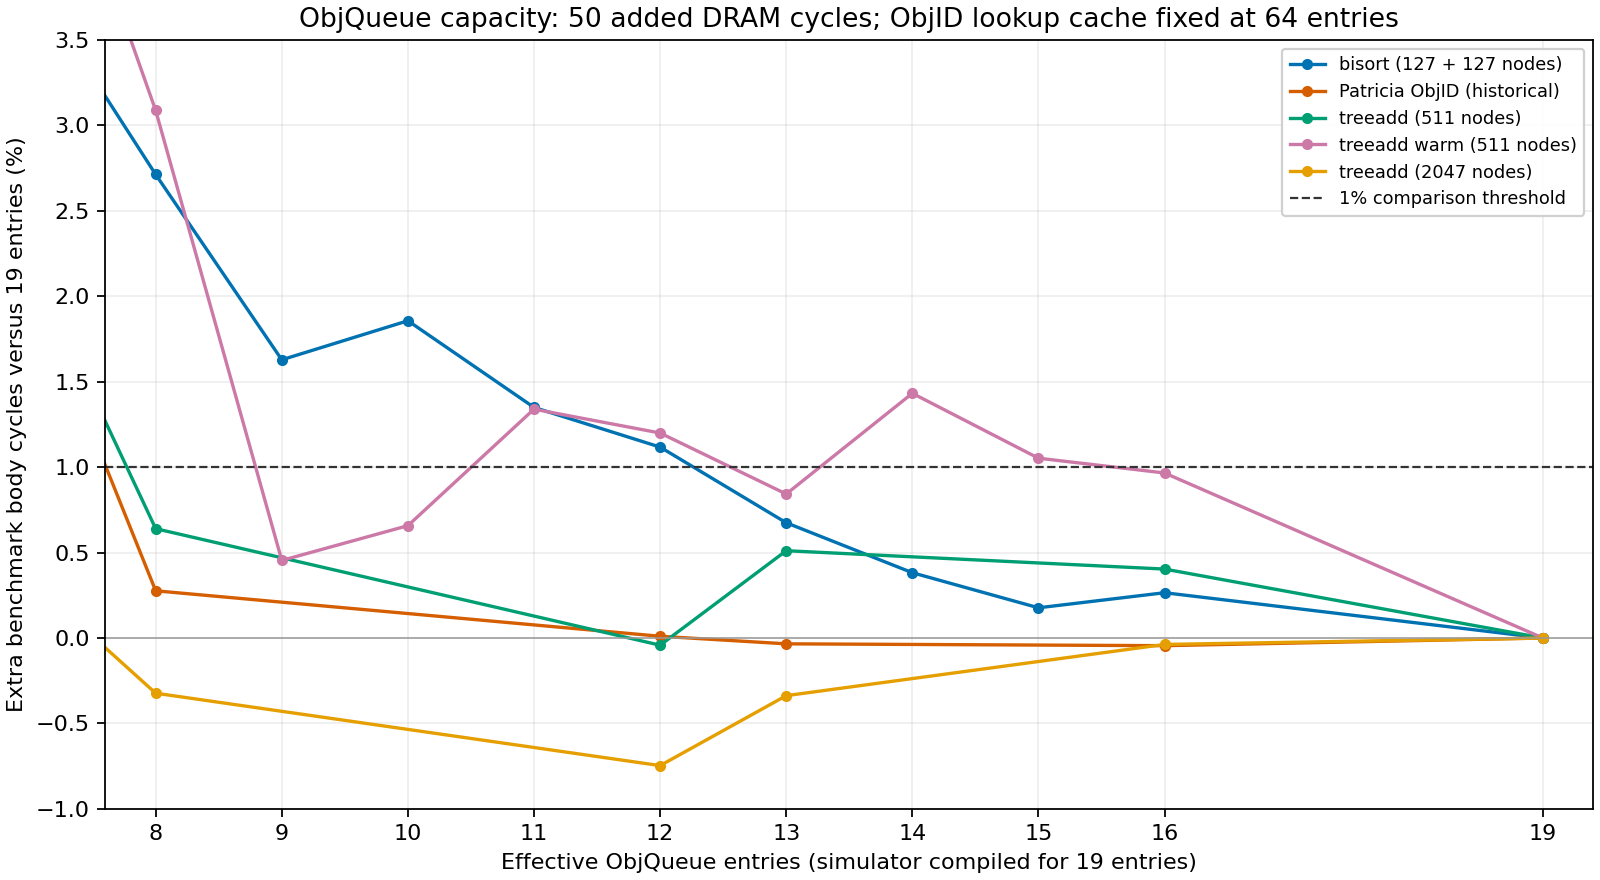 ObjQueue capacity: 50 added DRAM cycles; ObjID lookup cache fixed at 64 entries
Extra benchmark body cycles versus 19 entries (%)
3.5
3.0
2.5
2.0
1.5
1.0
0.5
0.0
−0.5
−1.0
bisort (127 + 127 nodes)
Patricia ObjID (historical)
treeadd (511 nodes)
treeadd warm (511 nodes)
treeadd (2047 nodes)
1% comparison threshold
8 9 10 11 12 13 14 15 16 19
Effective ObjQueue entries (simulator compiled for 19 entries)